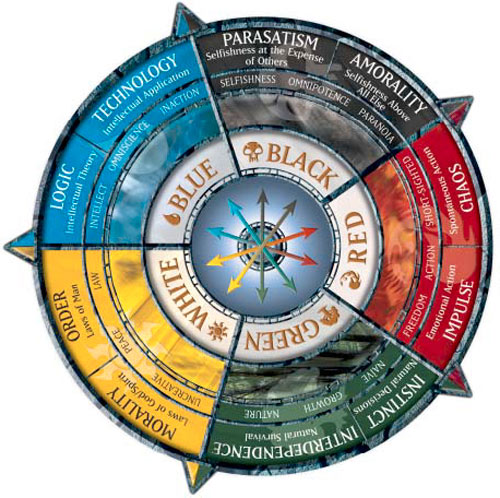 PARASATISM
Selfishness at the Expense
of Others
SELFISHNESS
OMNIPOTENCE
PARANOIA
AMORALITY
Selfishness Above
All Else
BLACK
CHAOS
Spontaneous Action
SHORT-SIGHTED
IMPULSE
Emotional Action
ACTION
FREEDOM
RED
INSTINCT
Natural Decisions
NAIVE
GROWTH
NATURE
INTERDEPENDENCE
Natural Survival
GREEN
MORALITY
Laws of God/Spirit
UNCREATIVE
PEACE
LAW
ORDER
Laws of Man
WHITE
LOGIC
Intellectual Theory
INTELLECT
OMNISCIENCE
INACTION
TECHNOLOGY
Intellectual Application
BLUE